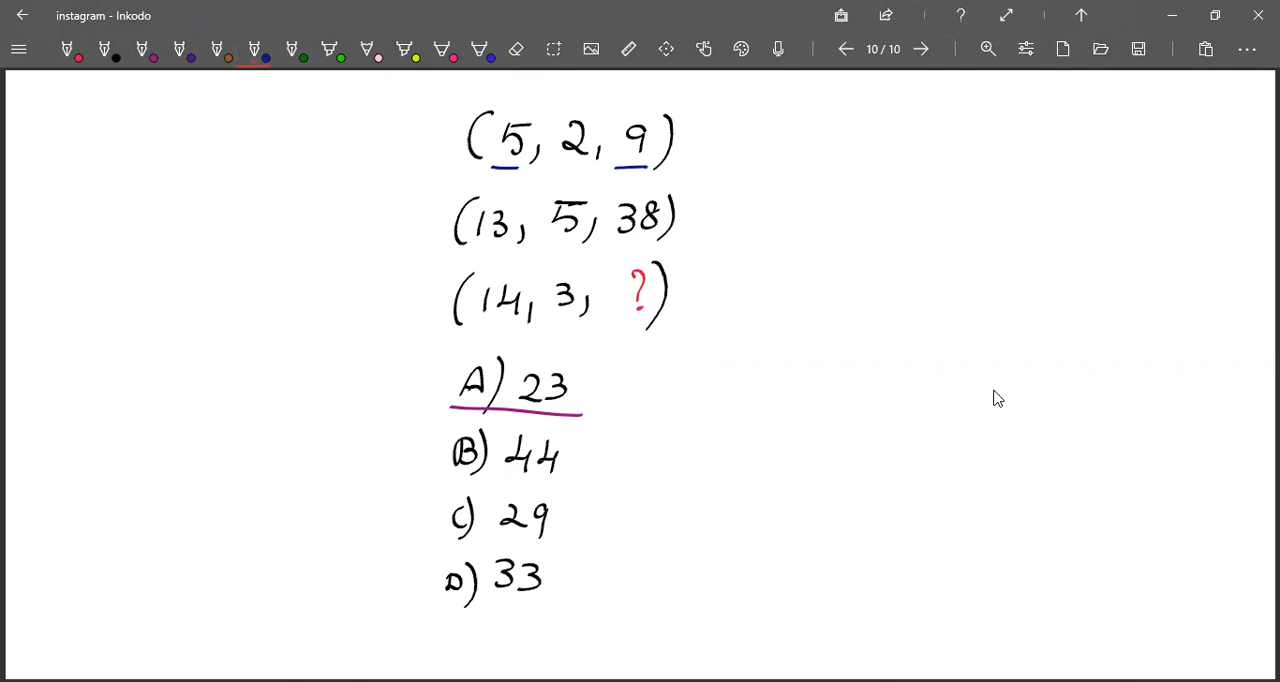 instagram - Inkodo
10/10
(5, 2, 9)
(13, 5, 38)
(14, 3, ?)
A) 23
B) 44
C) 29
D) 33